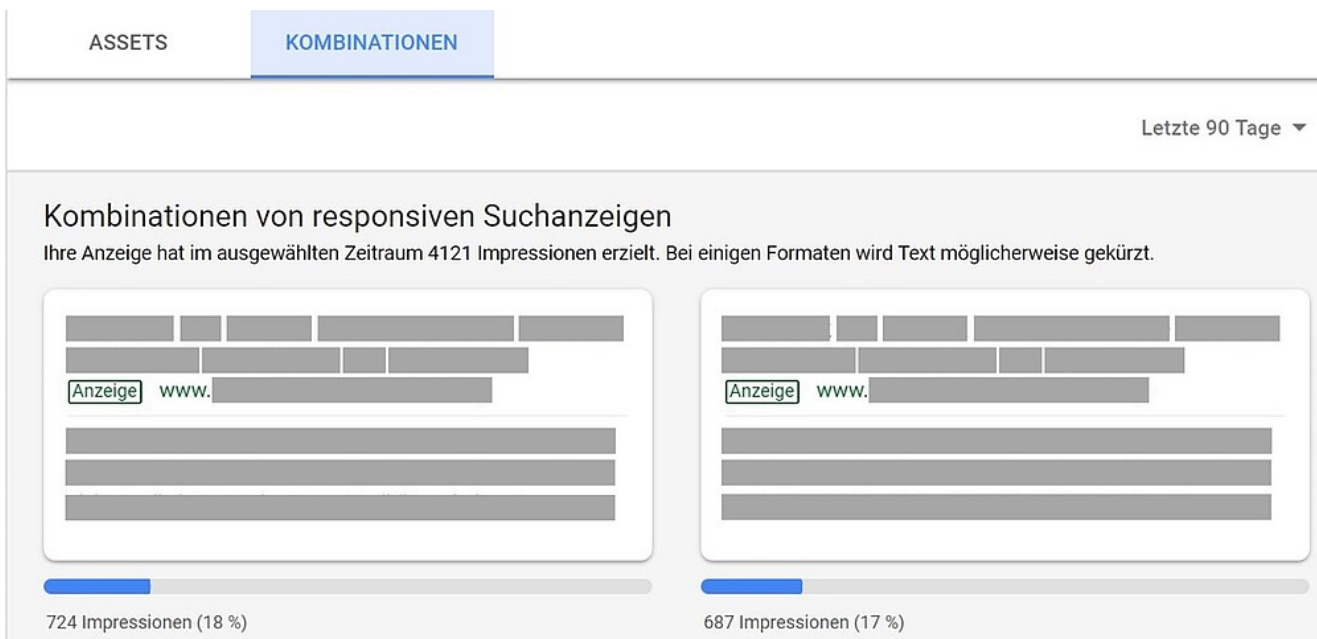 ASSETS
KOMBINATIONEN
Letzte 90 Tage
Kombinationen von responsiven Suchanzeigen
Ihre Anzeige hat im ausgewählten Zeitraum 4121 Impressionen erzielt. Bei einigen Formaten wird Text möglicherweise gekürzt.
Anzeige www.
724 Impressionen (18 %)
Anzeige www.
687 Impressionen (17 %)